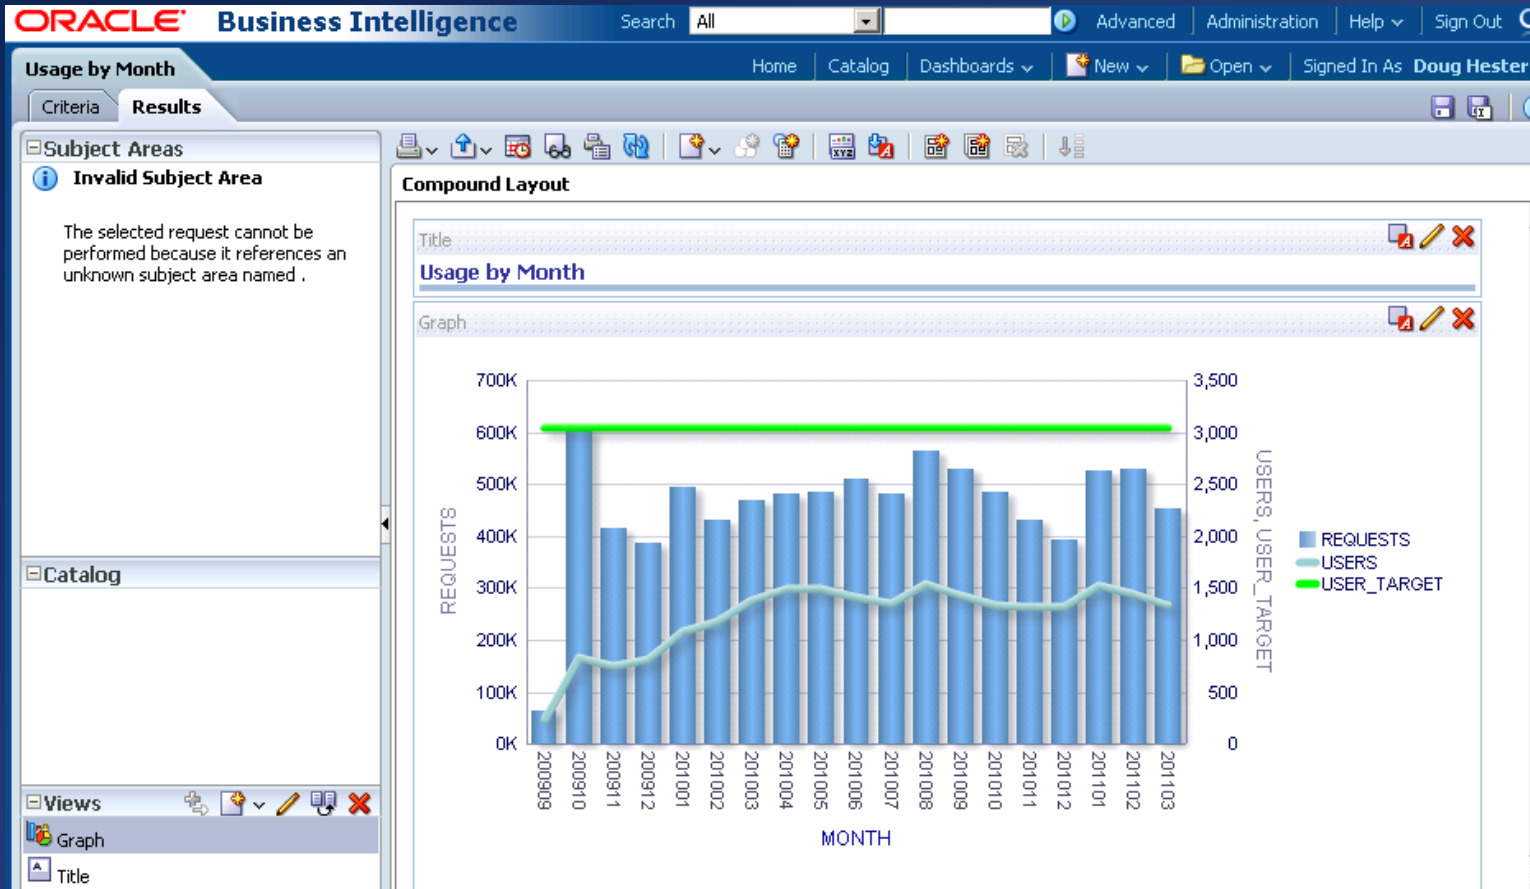 ORACLE Business Intelligence Search All Advanced Administration Help Sign Out
Usage by Month Home Catalog Dashboards New Open Signed In As Doug Hester
Criteria Results
Subject Areas
Invalid Subject Area
The selected request cannot be
performed because it references an
unknown subject area named .
Catalog
Views
Graph
Title
Compound Layout
Title
Usage by Month
Graph
700K 3,500
600K 3,000
500K 2,500
400K 2,000
300K 1,500
200K 1,000
100K 500
0K 0
REQUESTS
USERS, USER_TARGET
REQUESTS
USERS
USER_TARGET
200909 200910 200911 200912 201001 201002 201003 201004 201005 201006 201007 201008 201009 201010 201011 201012 201101 201102 201103
MONTH